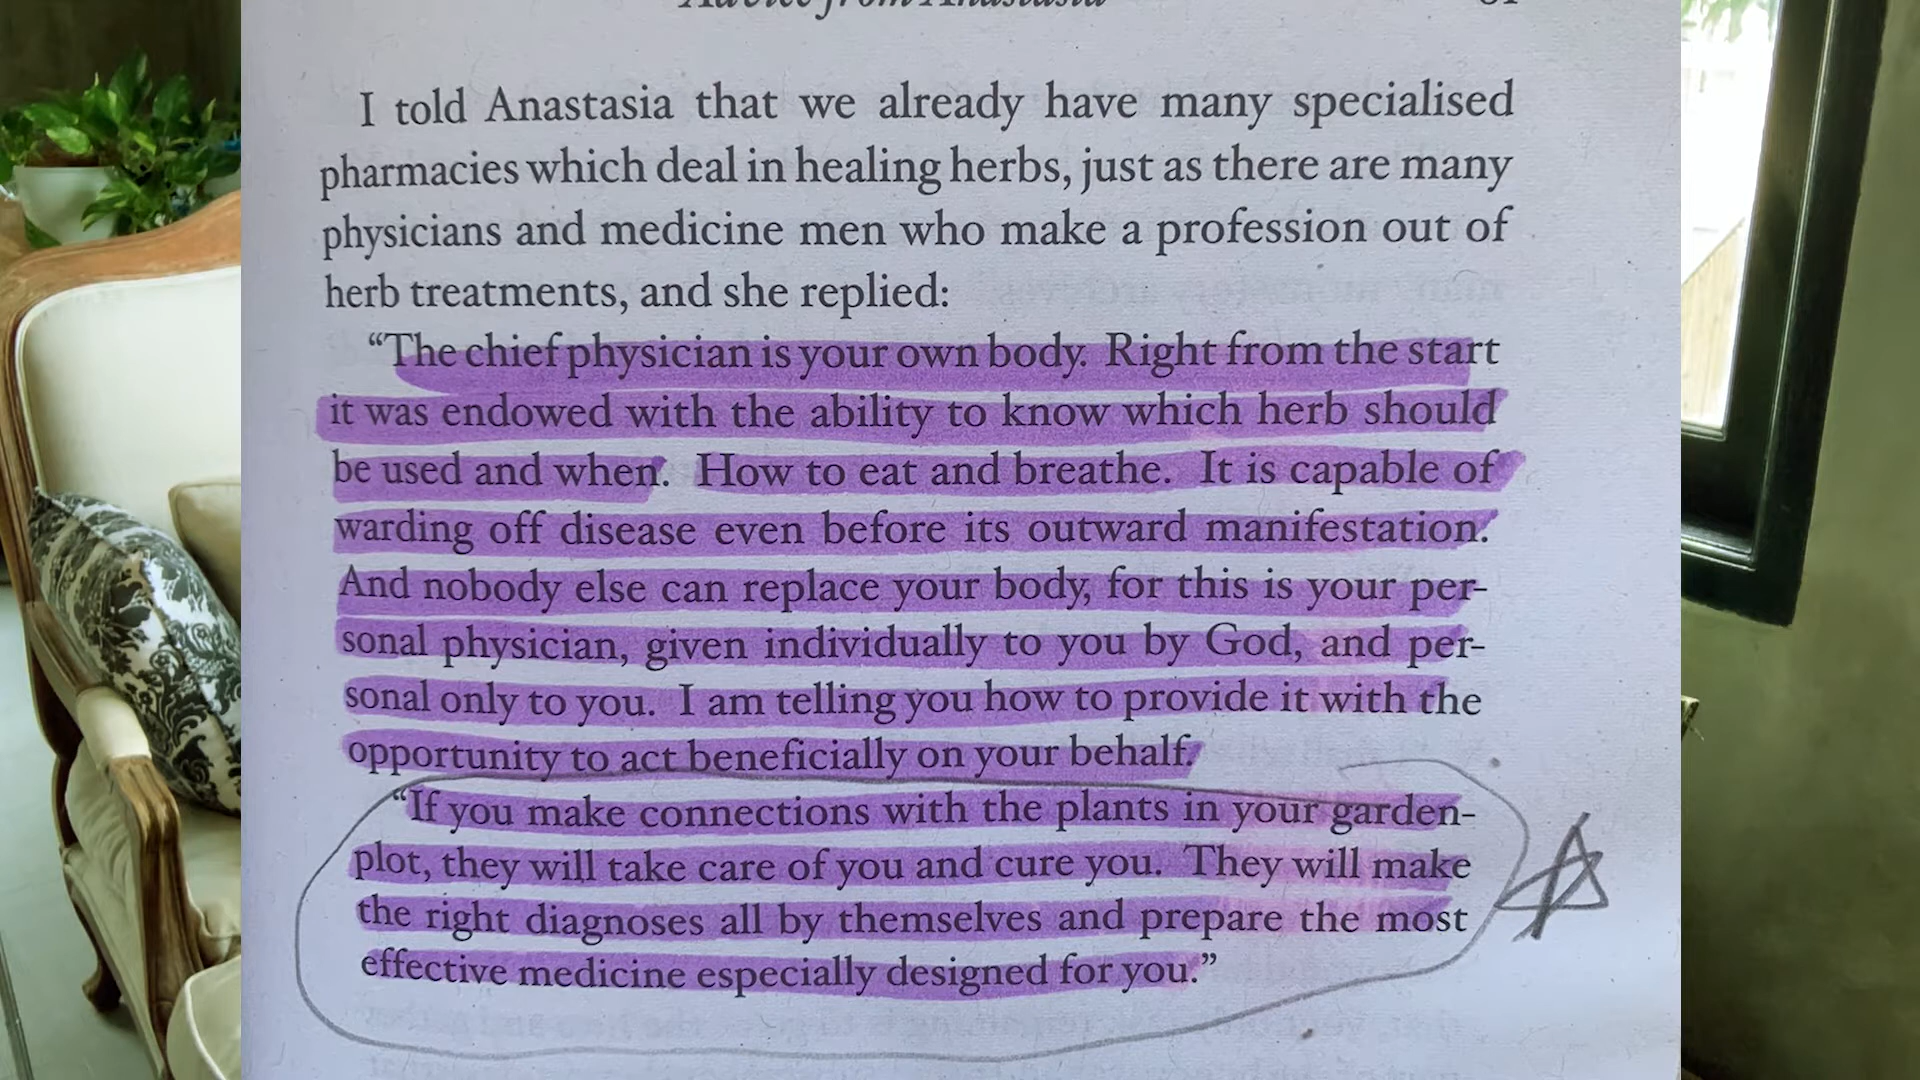 Advice from Anastasia
I told Anastasia that we already have many specialised
pharmacies which deal in healing herbs, just as there are many
physicians and medicine men who make a profession out of
herb treatments, and she replied:
“The chief physician is your own body. Right from the start
it was endowed with the ability to know which herb should
be used and when. How to eat and breathe. It is capable of
warding off disease even before its outward manifestation.
And nobody else can replace your body, for this is your per-
sonal physician, given individually to you by God, and per-
sonal only to you. I am telling you how to provide it with the
opportunity to act beneficially on your behalf.
“If you make connections with the plants in your garden-
plot, they will take care of you and cure you. They will make
the right diagnoses all by themselves and prepare the most
effective medicine especially designed for you.”